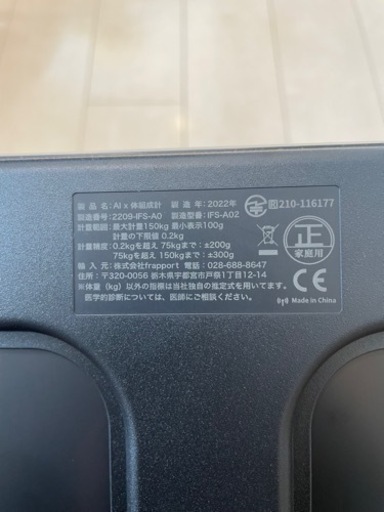 製 品 名：AI x 体組成計 製 造 年：2022年
製造番号：2209-IFS-A0 製造型番：IFS-A02
計量範囲：最大計量150kg 最小表示100g
計量の下限値 0.2kg
計量精度：0.2kgを超え 75kgまで：±200g
75kgを超え 150kgまで：±300g
輸 入 元：株式会社frapport 電話：028-688-8647
住所：〒320-0056 栃木県宇都宮市戸祭1丁目12-14
※体重（kg）以外の指標は当社独自の推定式を用いてます。
医学的診断については、医師にご相談ください。
210-116177
正
家庭用
CE
Made in China